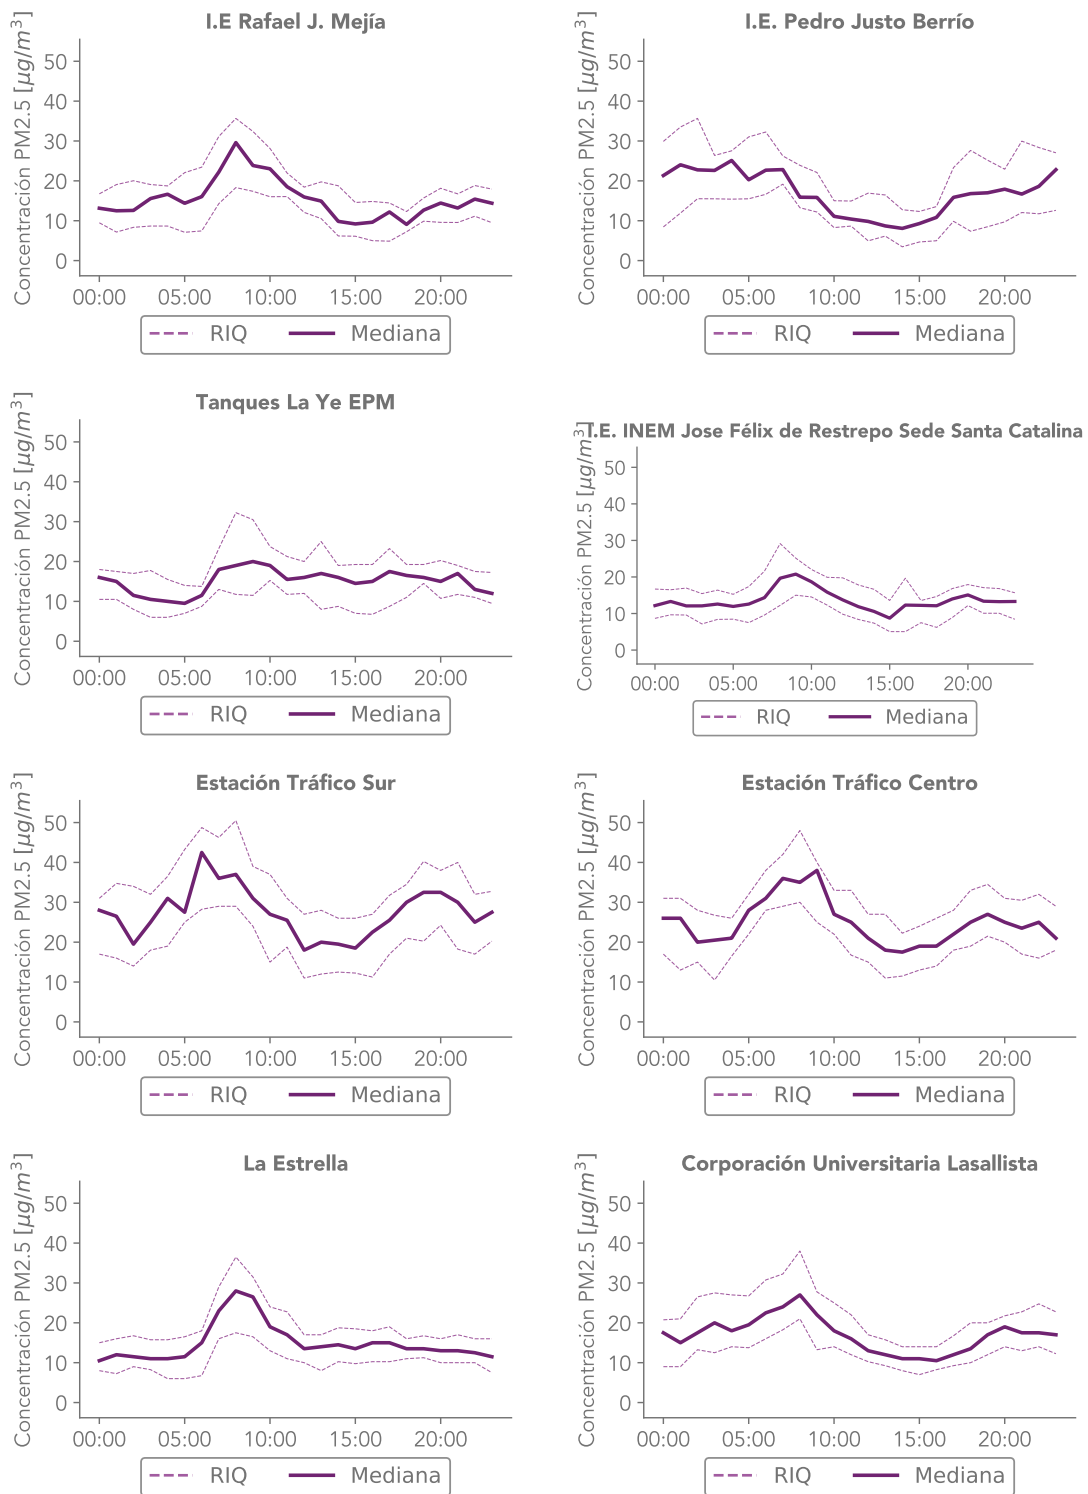 I.E Rafael J. Mejía
Concentración PM2.5 [μg/m³]
50
40
30
20
10
0
00:00 05:00 10:00 15:00 20:00
RIQ Mediana
I.E. Pedro Justo Berrío
Concentración PM2.5 [μg/m³]
50
40
30
20
10
0
00:00 05:00 10:00 15:00 20:00
RIQ Mediana
Tanques La Ye EPM
Concentración PM2.5 [μg/m³]
50
40
30
20
10
0
00:00 05:00 10:00 15:00 20:00
RIQ Mediana
I.E. INEM Jose Félix de Restrepo Sede Santa Catalina
Concentración PM2.5 [μg/m³]
50
40
30
20
10
0
00:00 05:00 10:00 15:00 20:00
RIQ Mediana
Estación Tráfico Sur
Concentración PM2.5 [μg/m³]
50
40
30
20
10
0
00:00 05:00 10:00 15:00 20:00
RIQ Mediana
Estación Tráfico Centro
Concentración PM2.5 [μg/m³]
50
40
30
20
10
0
00:00 05:00 10:00 15:00 20:00
RIQ Mediana
La Estrella
Concentración PM2.5 [μg/m³]
50
40
30
20
10
0
00:00 05:00 10:00 15:00 20:00
RIQ Mediana
Corporación Universitaria Lasallista
Concentración PM2.5 [μg/m³]
50
40
30
20
10
0
00:00 05:00 10:00 15:00 20:00
RIQ Mediana